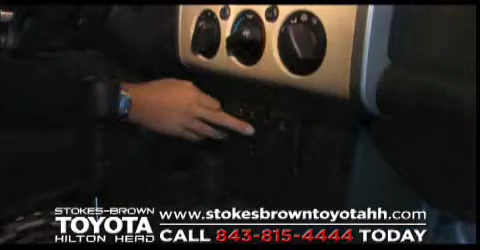 STOKES-BROWN
TOYOTA
HILTON HEAD
www.stokesbrowntoyotahh.com
CALL 843-815-4444 TODAY